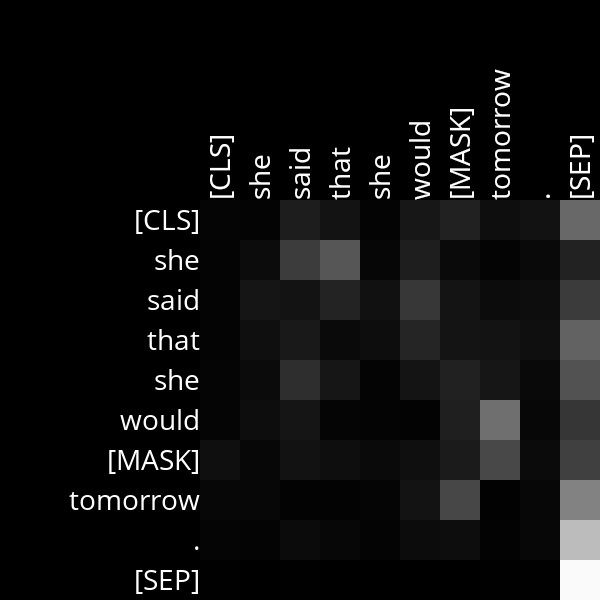 [CLS] she said that she would [MASK] tomorrow . [SEP]
[CLS]
she
said
that
she
would
[MASK]
tomorrow
.
[SEP]